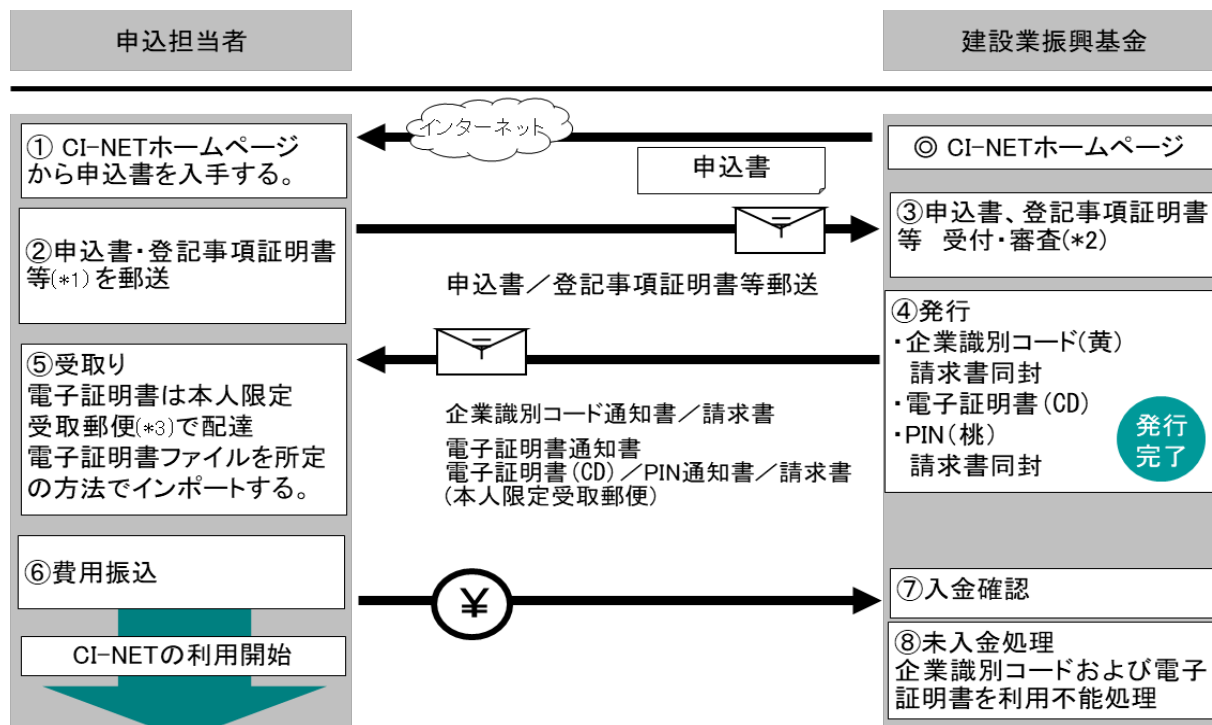 申込担当者
建設業振興基金
インターネット
① CI-NETホームページ
から申込書を入手する。
申込書
◎ CI-NETホームページ
②申込書・登記事項証明書
等(*1)を郵送
〒
申込書／登記事項証明書等郵送
③申込書、登記事項証明書
等　受付・審査(*2)
④発行
・企業識別コード(黄)
請求書同封
・電子証明書(CD)
・PIN(桃)
請求書同封
発行
完了
〒
⑤受取り
電子証明書は本人限定
受取郵便(*3)で配達
電子証明書ファイルを所定
の方法でインポートする。
企業識別コード通知書／請求書
電子証明書通知書
電子証明書(CD)／PIN通知書／請求書
(本人限定受取郵便)
⑥費用振込
¥
⑦入金確認
CI-NETの利用開始
⑧未入金処理
企業識別コードおよび電子
証明書を利用不能処理